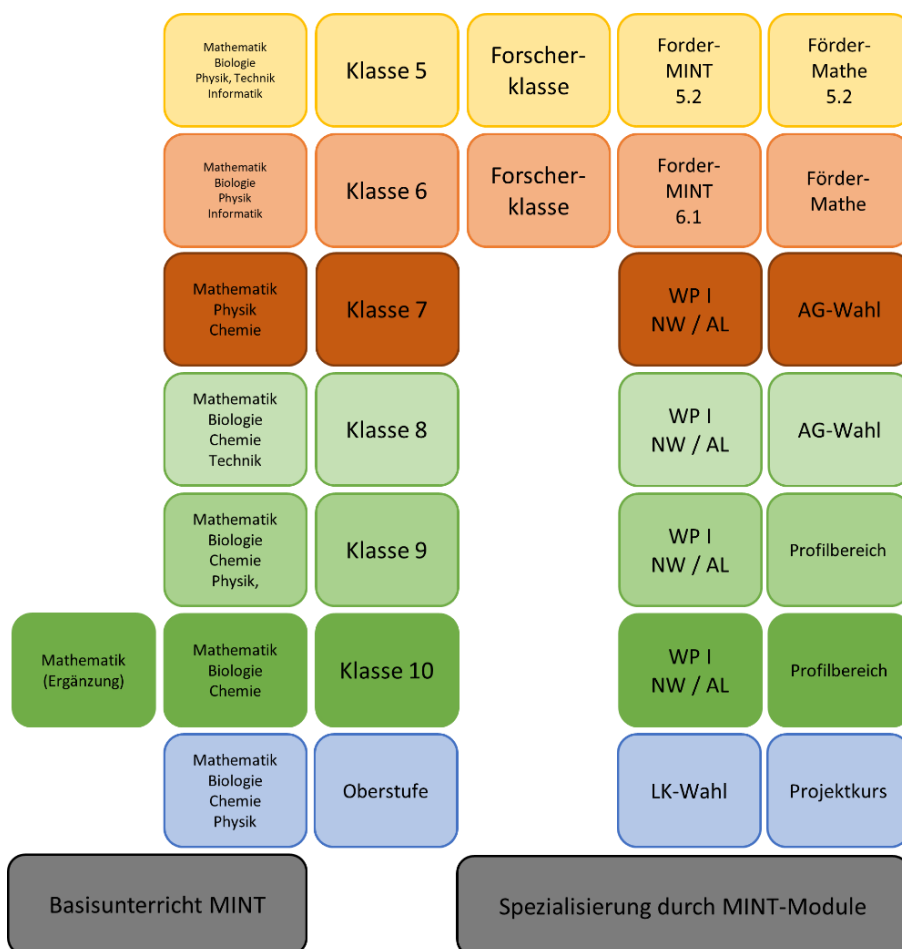 Mathematik
Biologie
Physik, Technik
Informatik
Klasse 5
Forscher-
klasse
Forder-
MINT
5.2
Förder-
Mathe
5.2
Mathematik
Biologie
Physik
Informatik
Klasse 6
Forscher-
klasse
Forder-
MINT
6.1
Förder-
Mathe
Mathematik
Physik
Chemie
Klasse 7
WP I
NW / AL
AG-Wahl
Mathematik
Biologie
Chemie
Technik
Klasse 8
WP I
NW / AL
AG-Wahl
Mathematik
Biologie
Chemie
Physik,
Klasse 9
WP I
NW / AL
Profilbereich
Mathematik
(Ergänzung)
Mathematik
Biologie
Chemie
Klasse 10
WP I
NW / AL
Profilbereich
Mathematik
Biologie
Chemie
Physik
Oberstufe
LK-Wahl
Projektkurs
Basisunterricht MINT
Spezialisierung durch MINT-Module